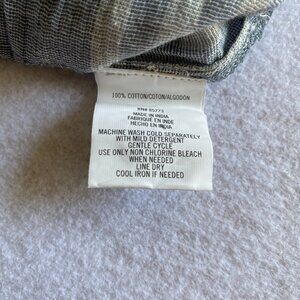 100% COTTON/COTON/ALGODON
RN# 85773
MADE IN INDIA
FABRIQUÉ EN INDE
HECHO EN INDIA
MACHINE WASH COLD SEPARATELY
WITH MILD DETERGENT
GENTLE CYCLE
USE ONLY NON CHLORINE BLEACH
WHEN NEEDED
LINE DRY
COOL IRON IF NEEDED